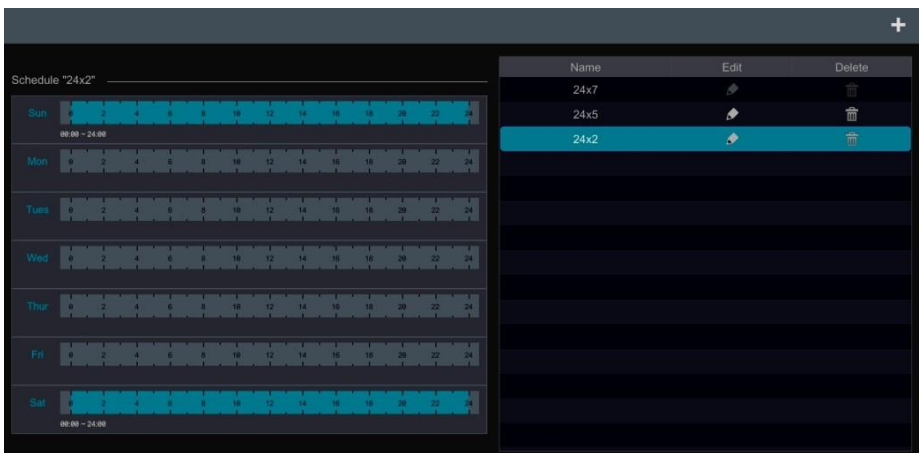 +
Schedule "24x2"
Sun 0 2 4 6 8 10 12 14 16 18 20 22 24
00:00 ~ 24:00
Mon 0 2 4 6 8 10 12 14 16 18 20 22 24
Tues 0 2 4 6 8 10 12 14 16 18 20 22 24
Wed 0 2 4 6 8 10 12 14 16 18 20 22 24
Thur 0 2 4 6 8 10 12 14 16 18 20 22 24
Fri 0 2 4 6 8 10 12 14 16 18 20 22 24
Sat 0 2 4 6 8 10 12 14 16 18 20 22 24
00:00 ~ 24:00
Name Edit Delete
24x7
24x5
24x2